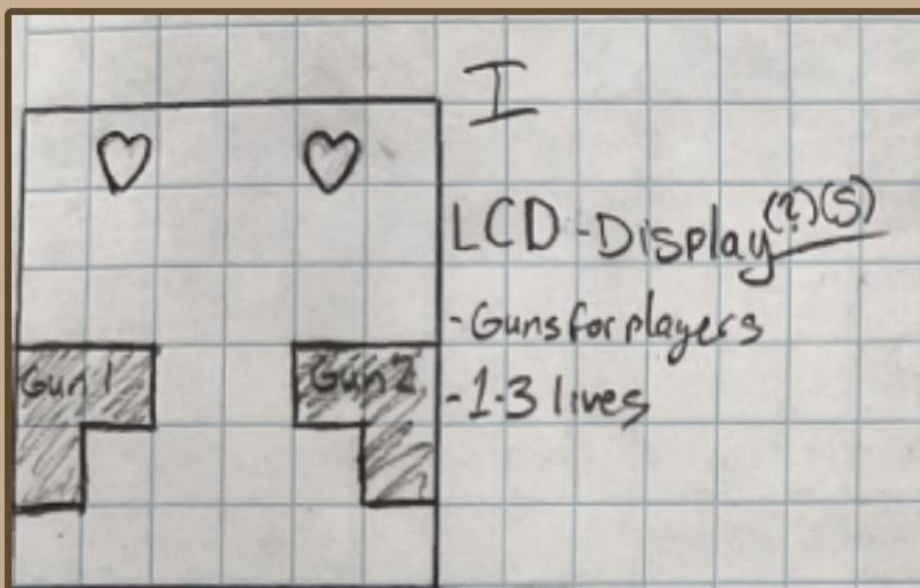 I
LCD-Display(?)(s)
-Guns for players
-1-3 lives
Gun 1
Gun 2